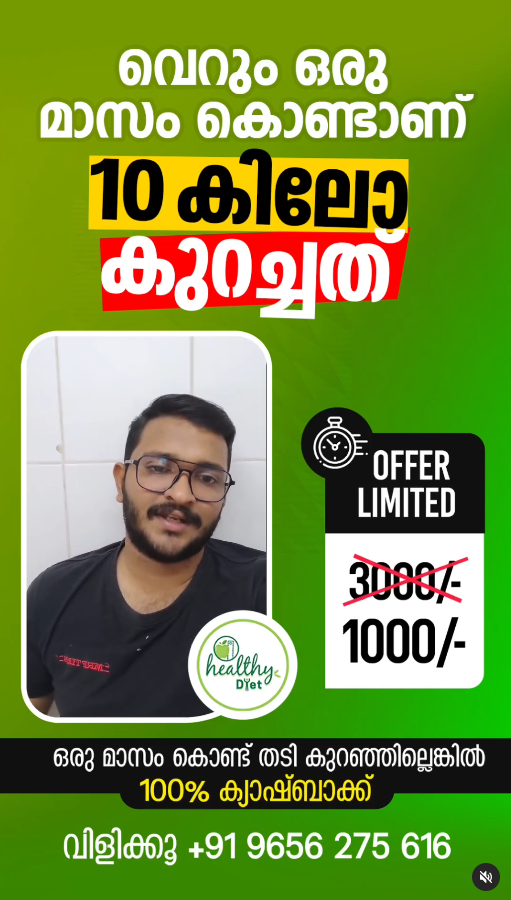 വെറും ഒരു
മാസം കൊണ്ടാണ്
10 കിലോ
കുറച്ചത്
OFFER
LIMITED
3000/-
1000/-
healthy
Diet
ഒരു മാസം കൊണ്ട് തടി കുറഞ്ഞില്ലെങ്കിൽ
100% ക്യാഷ്ബാക്ക്
വിളിക്കൂ +91 9656 275 616